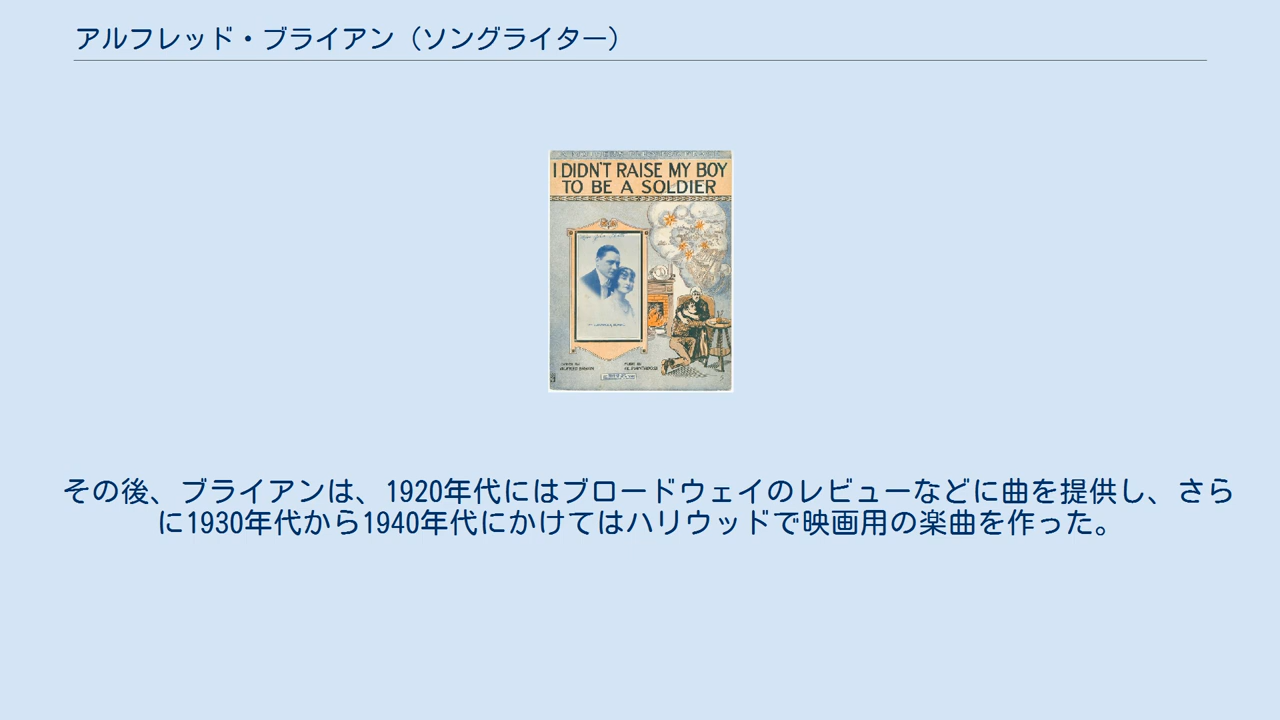 アルフレッド・ブライアン（ソングライター）
I DIDN'T RAISE MY BOY
TO BE A SOLDIER
その後、ブライアンは、1920年代にはブロードウェイのレビューなどに曲を提供し、さら
に1930年代から1940年代にかけてはハリウッドで映画用の楽曲を作った。